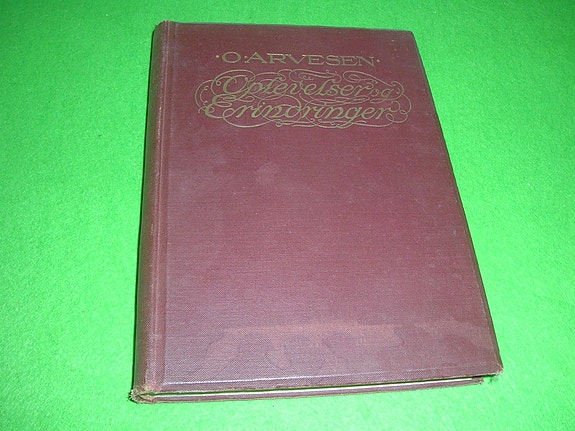 ·O·ARVESEN·
Oplevelser og
Erindringer